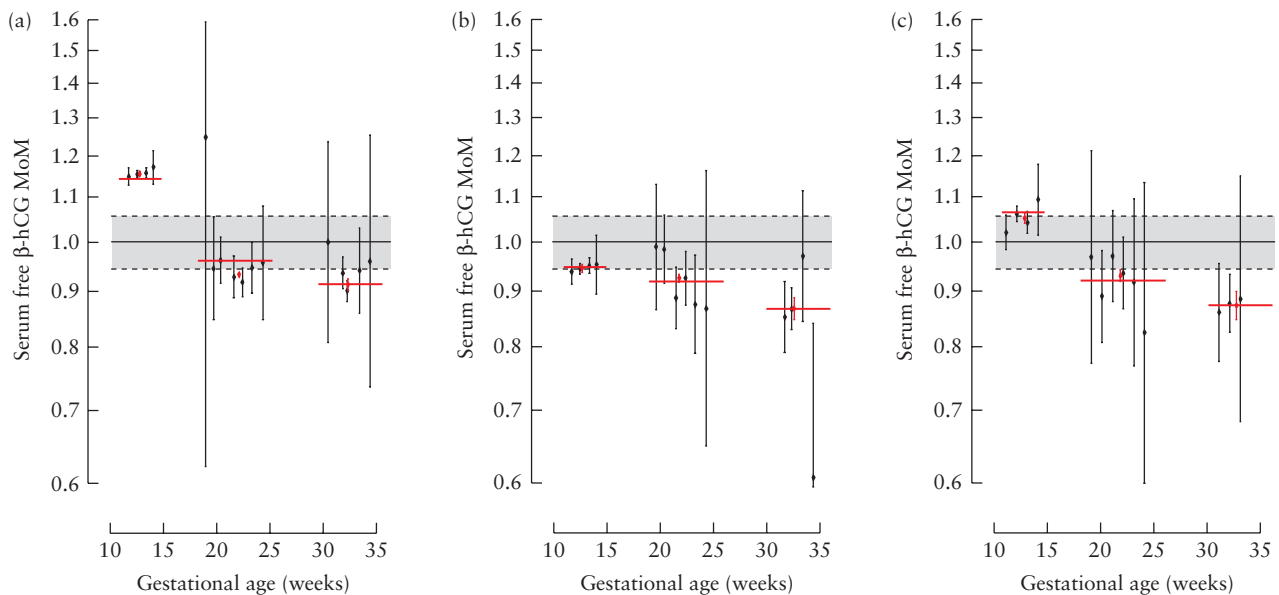 (a)
Serum free β-hCG MoM
1.6
1.5
1.4
1.3
1.2
1.1
1.0
0.9
0.8
0.7
0.6
10 15 20 25 30 35
Gestational age (weeks)
(b)
Serum free β-hCG MoM
1.6
1.5
1.4
1.3
1.2
1.1
1.0
0.9
0.8
0.7
0.6
10 15 20 25 30 35
Gestational age (weeks)
(c)
Serum free β-hCG MoM
1.6
1.5
1.4
1.3
1.2
1.1
1.0
0.9
0.8
0.7
0.6
10 15 20 25 30 35
Gestational age (weeks)